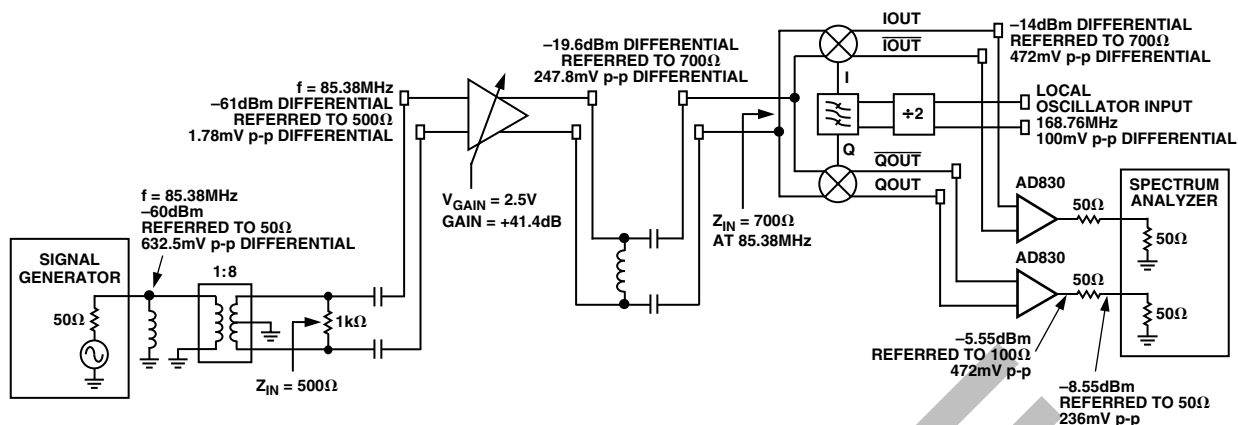 IOUT
IOUT
–14dBm DIFFERENTIAL
REFERRED TO 700Ω
472mV p-p DIFFERENTIAL
–19.6dBm DIFFERENTIAL
REFERRED TO 700Ω
247.8mV p-p DIFFERENTIAL
f = 85.38MHz
–61dBm DIFFERENTIAL
REFERRED TO 500Ω
1.78mV p-p DIFFERENTIAL
I
÷2
LOCAL
OSCILLATOR INPUT
168.76MHz
100mV p-p DIFFERENTIAL
Q
QOUT
QOUT
VGAIN = 2.5V
GAIN = +41.4dB
ZIN = 700Ω
AT 85.38MHz
AD830
50Ω
SPECTRUM
ANALYZER
50Ω
f = 85.38MHz
–60dBm
REFERRED TO 50Ω
632.5mV p-p DIFFERENTIAL
SIGNAL
GENERATOR
50Ω
1:8
1kΩ
ZIN = 500Ω
AD830
50Ω
50Ω
–5.55dBm
REFERRED TO 100Ω
472mV p-p
–8.55dBm
REFERRED TO 50Ω
236mV p-p